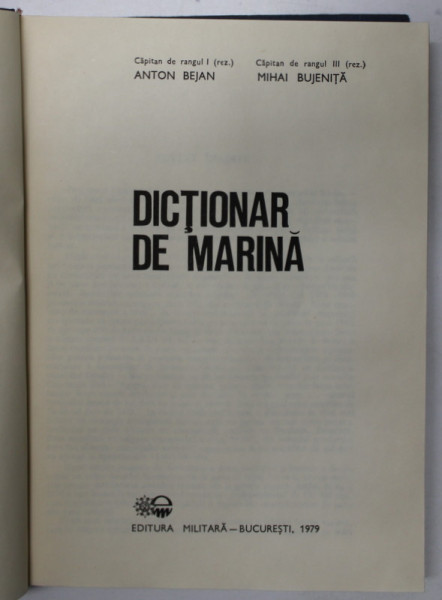 Căpitan de rangul I (rez.)
ANTON BEJAN
Căpitan de rangul III (rez.)
MIHAI BUJENIȚĂ
DICȚIONAR
DE MARINĂ
EDITURA MILITARĂ — BUCUREȘTI, 1979